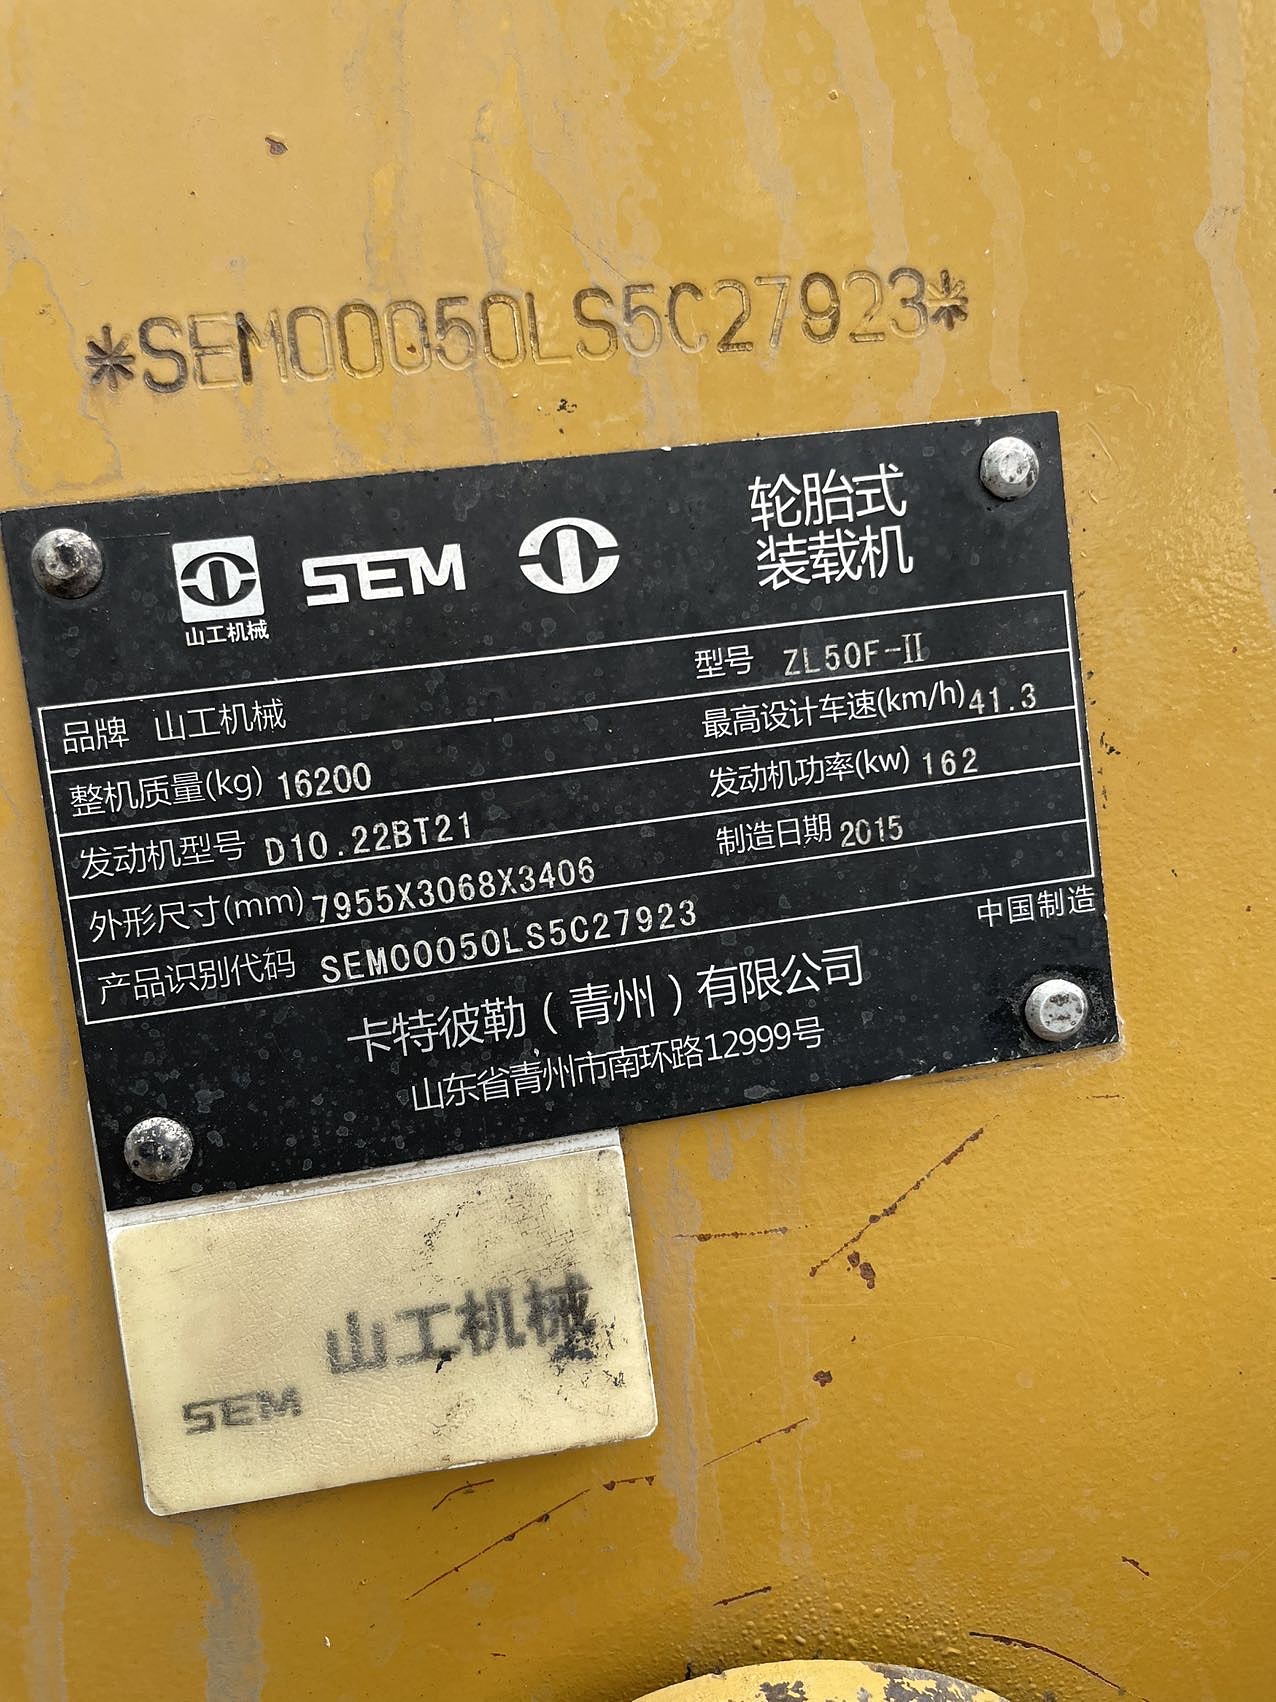 *SEM00050LS5C27923*
轮胎式
装载机
SEM
山工机械
品牌 山工机械 型号 ZL50F-II
整机质量(kg) 16200 最高设计车速(km/h) 41.3
发动机型号 D10.22BT21 发动机功率(kw) 162
外形尺寸(mm) 7955X3068X3406 制造日期 2015
产品识别代码 SEM00050LS5C27923
中国制造
卡特彼勒（青州）有限公司
山东省青州市南环路12999号
山工机械
SEM